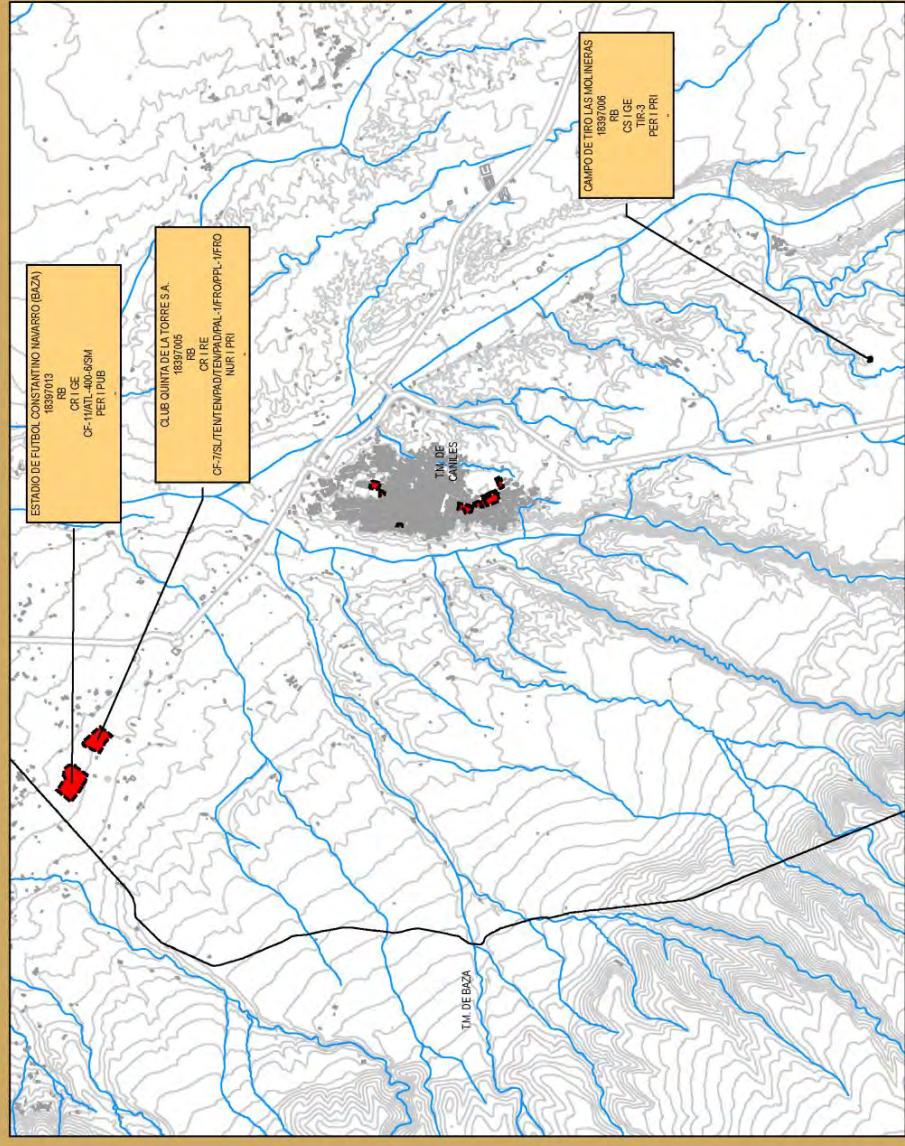 ESTADIO DE FUTBOL CONSTANTINO NAVARRO (BAZA)
18397013
RB
CR I GE
CF-11/ATL-400-6/SM
PER I PUB
-
CLUB QUINTA DE LA TORRE S.A.
18397005
RB
CR I RE
CF-7/SL/TEN/TEN/PAD/TEN/PAD/PAL-1/FRO/PPL-1/FRO
NUR I PRI
-
CAMPO DE TIRO LAS MOLINERAS
18397006
RB
CS I GE
TIR-3
PER I PRI
-
T.M. DE
CANILES
T.M. DE BAZA